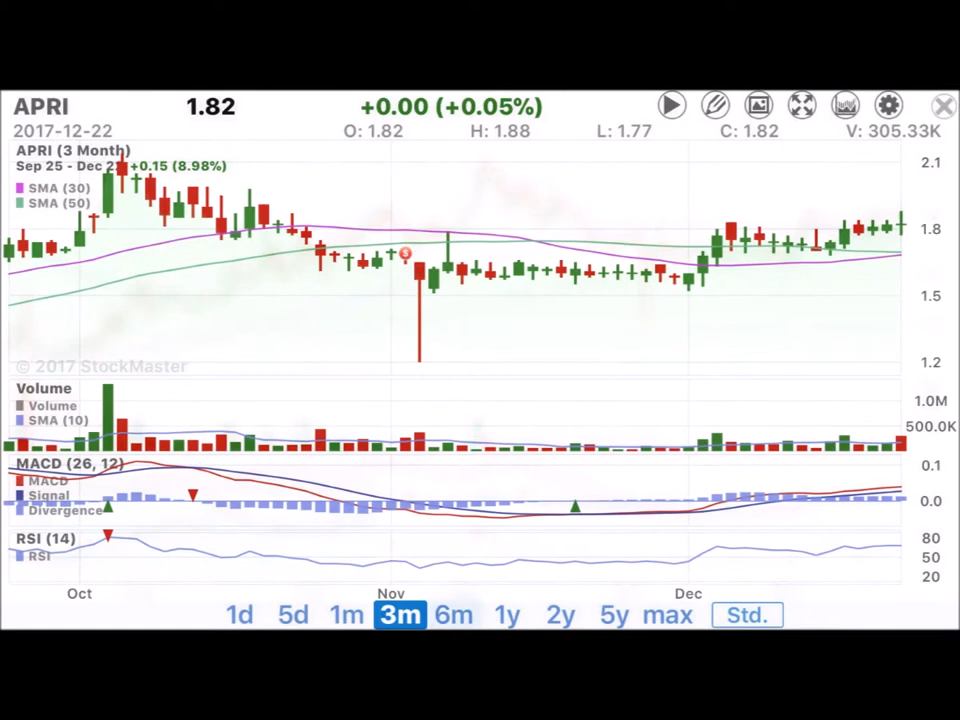 APRI 1.82 +0.00 (+0.05%)
2017-12-22 O: 1.82 H: 1.88 L: 1.77 C: 1.82 V: 305.33K
APRI (3 Month)
Sep 25 - Dec 2 +0.15 (8.98%)
SMA (30)
SMA (50)
2.1
1.8
1.5
1.2
© 2017 StockMaster
Volume
Volume
SMA (10)
1.0M
500.0K
MACD (26, 12)
MACD
Signal
Divergence
0.1
0.0
RSI (14)
RSI
80
50
20
Oct Nov Dec
1d 5d 1m 3m 6m 1y 2y 5y max Std.